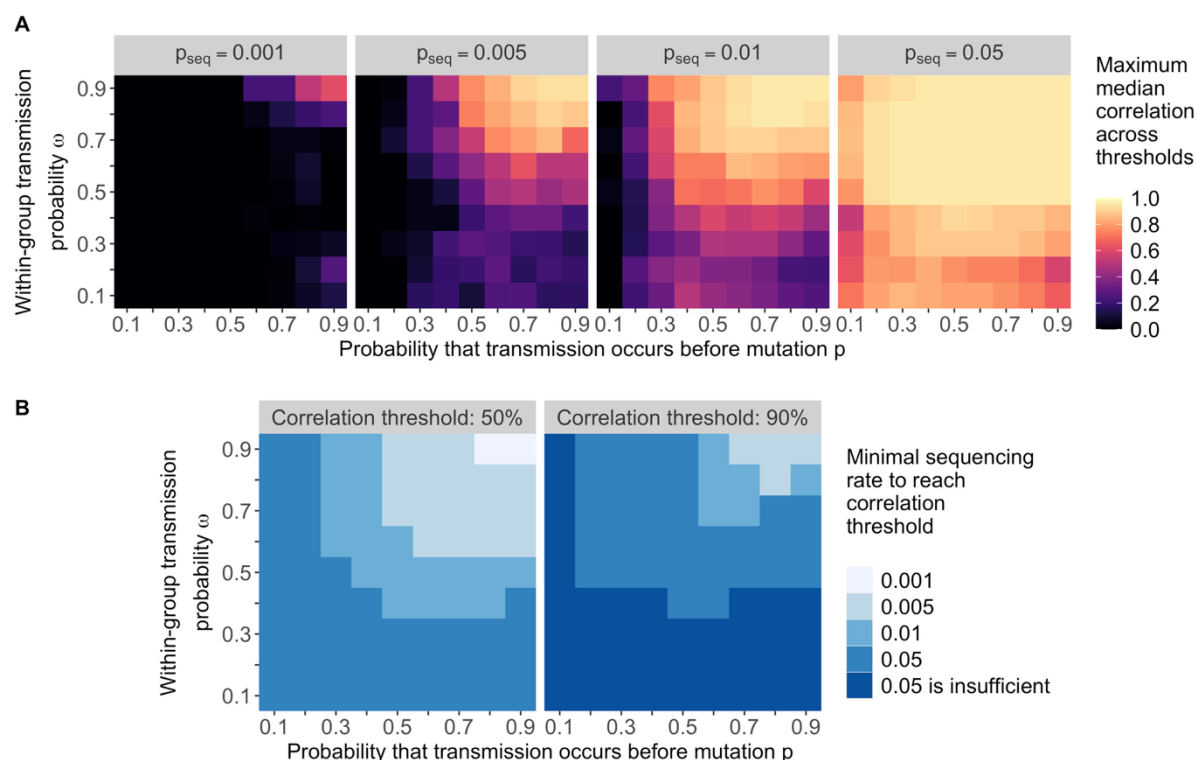 A
p_seq = 0.001
p_seq = 0.005
p_seq = 0.01
p_seq = 0.05
Within-group transmission
probability ω
0.9
0.7
0.5
0.3
0.1
0.1 0.3 0.5 0.7 0.9
0.1 0.3 0.5 0.7 0.9
0.1 0.3 0.5 0.7 0.9
0.1 0.3 0.5 0.7 0.9
Probability that transmission occurs before mutation p
Maximum
median
correlation
across
thresholds
1.0
0.8
0.6
0.4
0.2
0.0
B
Correlation threshold: 50%
Correlation threshold: 90%
Within-group transmission
probability ω
0.9
0.7
0.5
0.3
0.1
0.1 0.3 0.5 0.7 0.9
0.1 0.3 0.5 0.7 0.9
Probability that transmission occurs before mutation p
Minimal sequencing
rate to reach
correlation
threshold
0.001
0.005
0.01
0.05
0.05 is insufficient